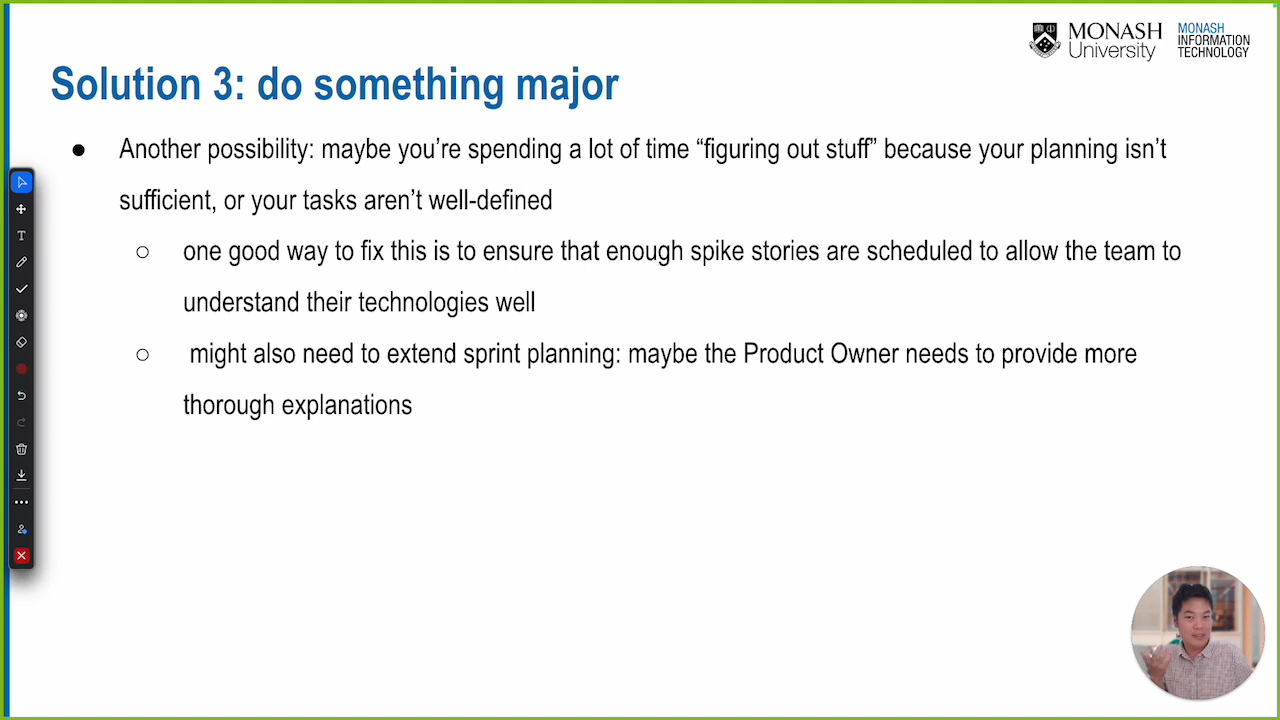 MONASH
University
MONASH
INFORMATION
TECHNOLOGY
Solution 3: do something major
● Another possibility: maybe you’re spending a lot of time “figuring out stuff” because your planning isn’t
sufficient, or your tasks aren’t well-defined
○ one good way to fix this is to ensure that enough spike stories are scheduled to allow the team to
understand their technologies well
○ might also need to extend sprint planning: maybe the Product Owner needs to provide more
thorough explanations